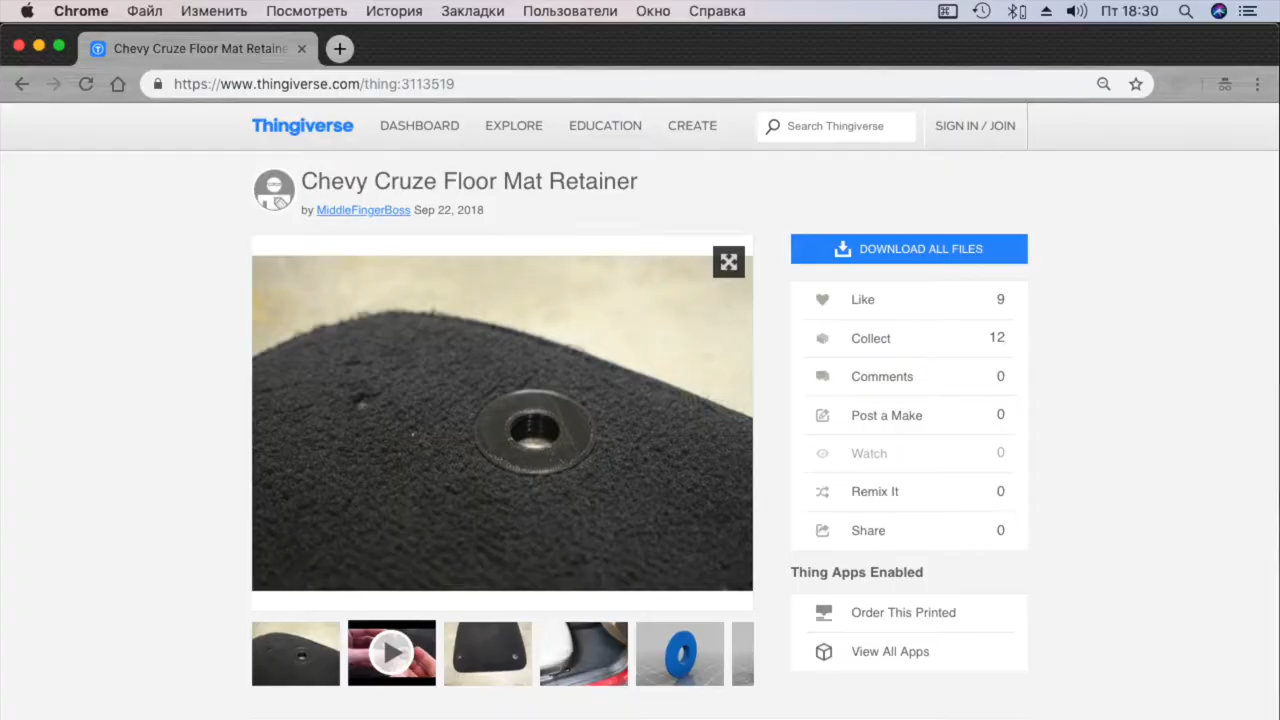 Chrome Файл Изменить Посмотреть История Закладки Пользователи Окно Справка Пт 18:30
Chevy Cruze Floor Mat Retaine
https://www.thingiverse.com/thing:3113519
Thingiverse DASHBOARD EXPLORE EDUCATION CREATE Search Thingiverse SIGN IN / JOIN
Chevy Cruze Floor Mat Retainer
by MiddleFingerBoss Sep 22, 2018
DOWNLOAD ALL FILES
Like 9
Collect 12
Comments 0
Post a Make 0
Watch 0
Remix It 0
Share 0
Thing Apps Enabled
Order This Printed
View All Apps